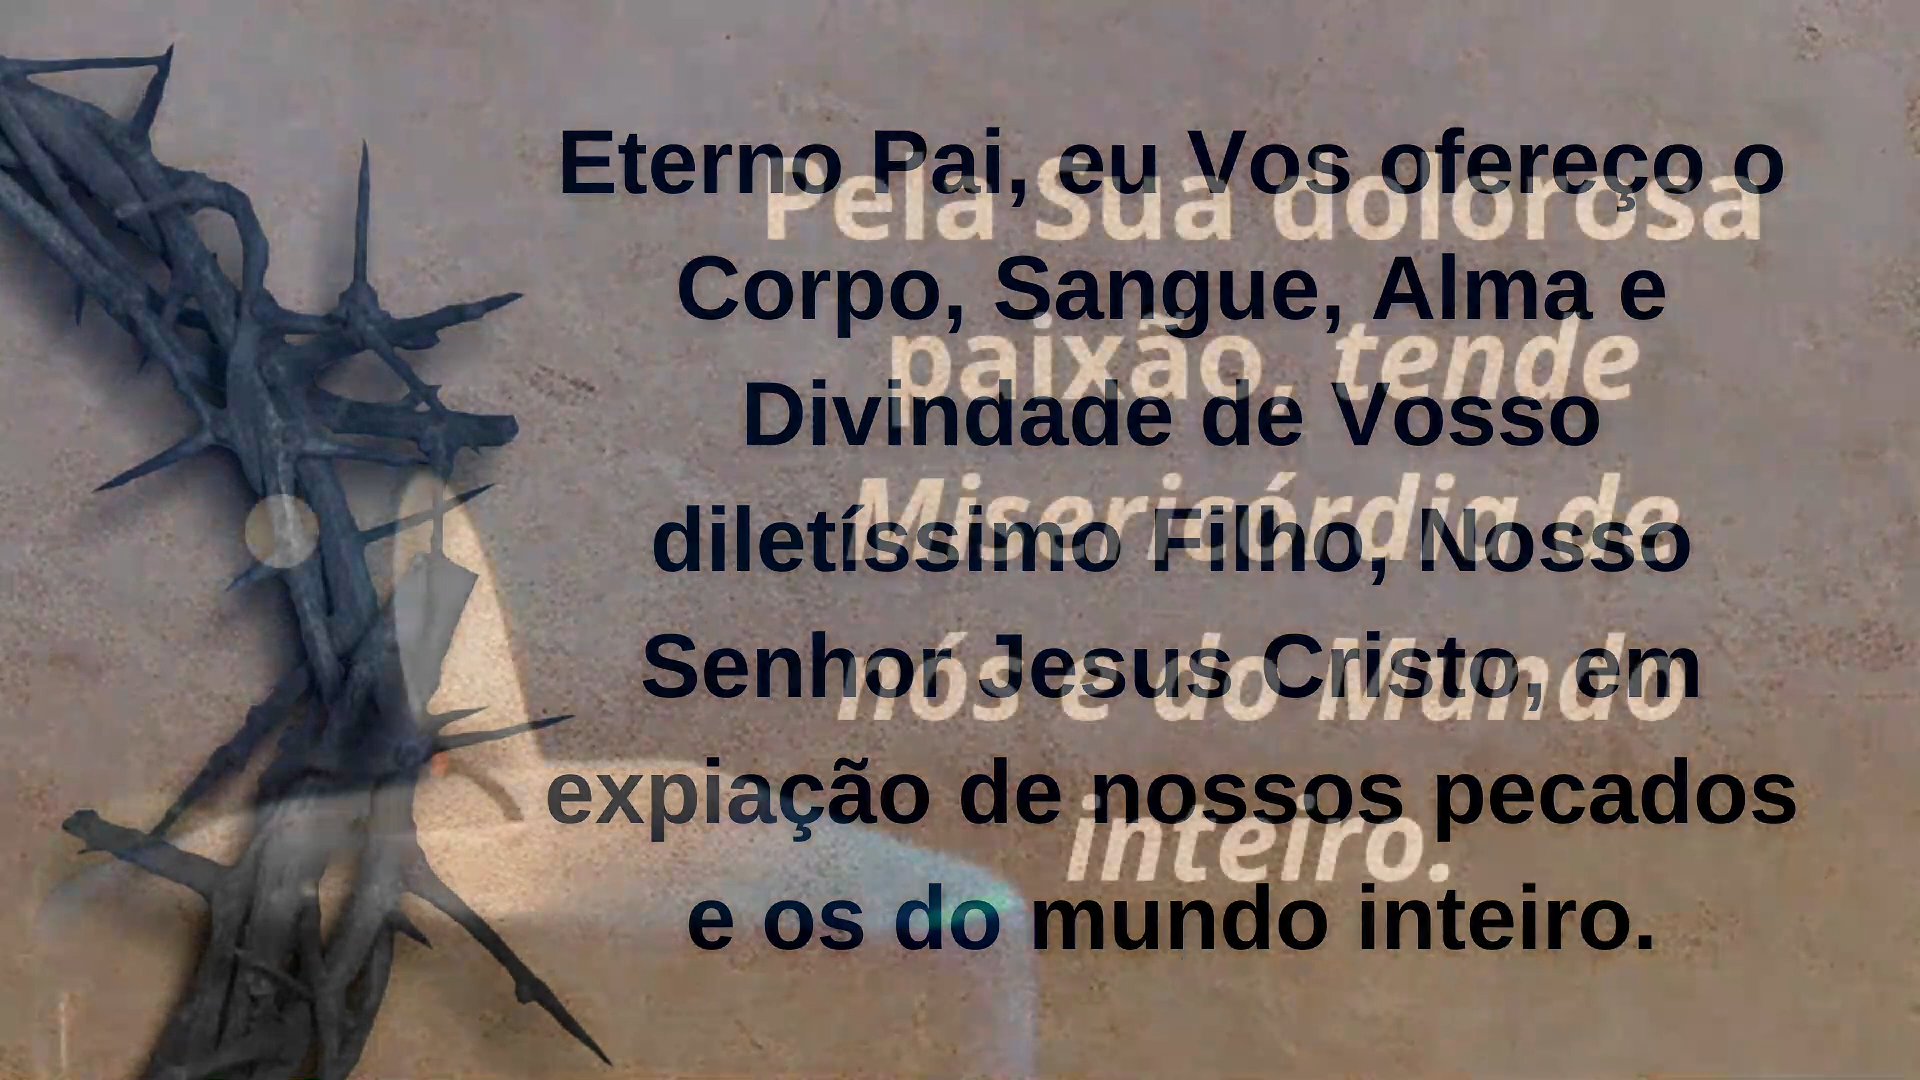 Eterno Pai, eu Vos ofereço o
Corpo, Sangue, Alma e
Divindade de Vosso
diletíssimo Filho, Nosso
Senhor Jesus Cristo, em
expiação de nossos pecados
e os do mundo inteiro.
Pela Sua dolorosa
paixão, tende
Misericórdia de
nós e do Mundo
inteiro.